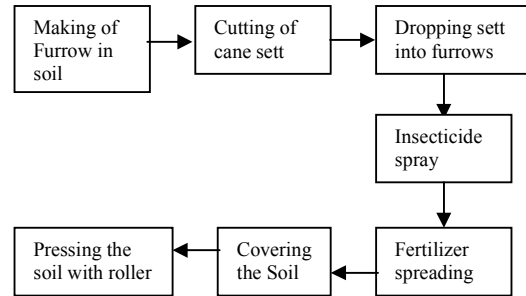 Making of
Furrow in
soil
Cutting of
cane sett
Dropping sett
into furrows
Insecticide
spray
Fertilizer
spreading
Covering
the Soil
Pressing the
soil with roller